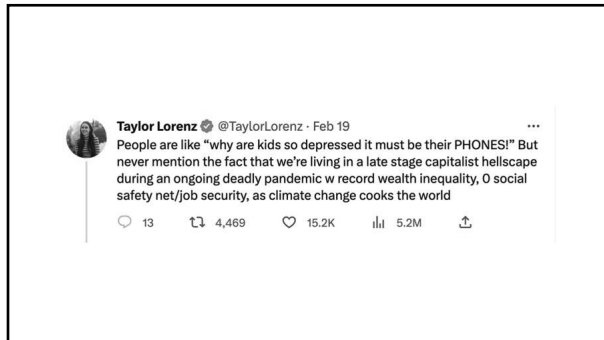 Taylor Lorenz @TaylorLorenz · Feb 19
People are like “why are kids so depressed it must be their PHONES!” But
never mention the fact that we’re living in a late stage capitalist hellscape
during an ongoing deadly pandemic w record wealth inequality, 0 social
safety net/job security, as climate change cooks the world
13 4,469 15.2K 5.2M